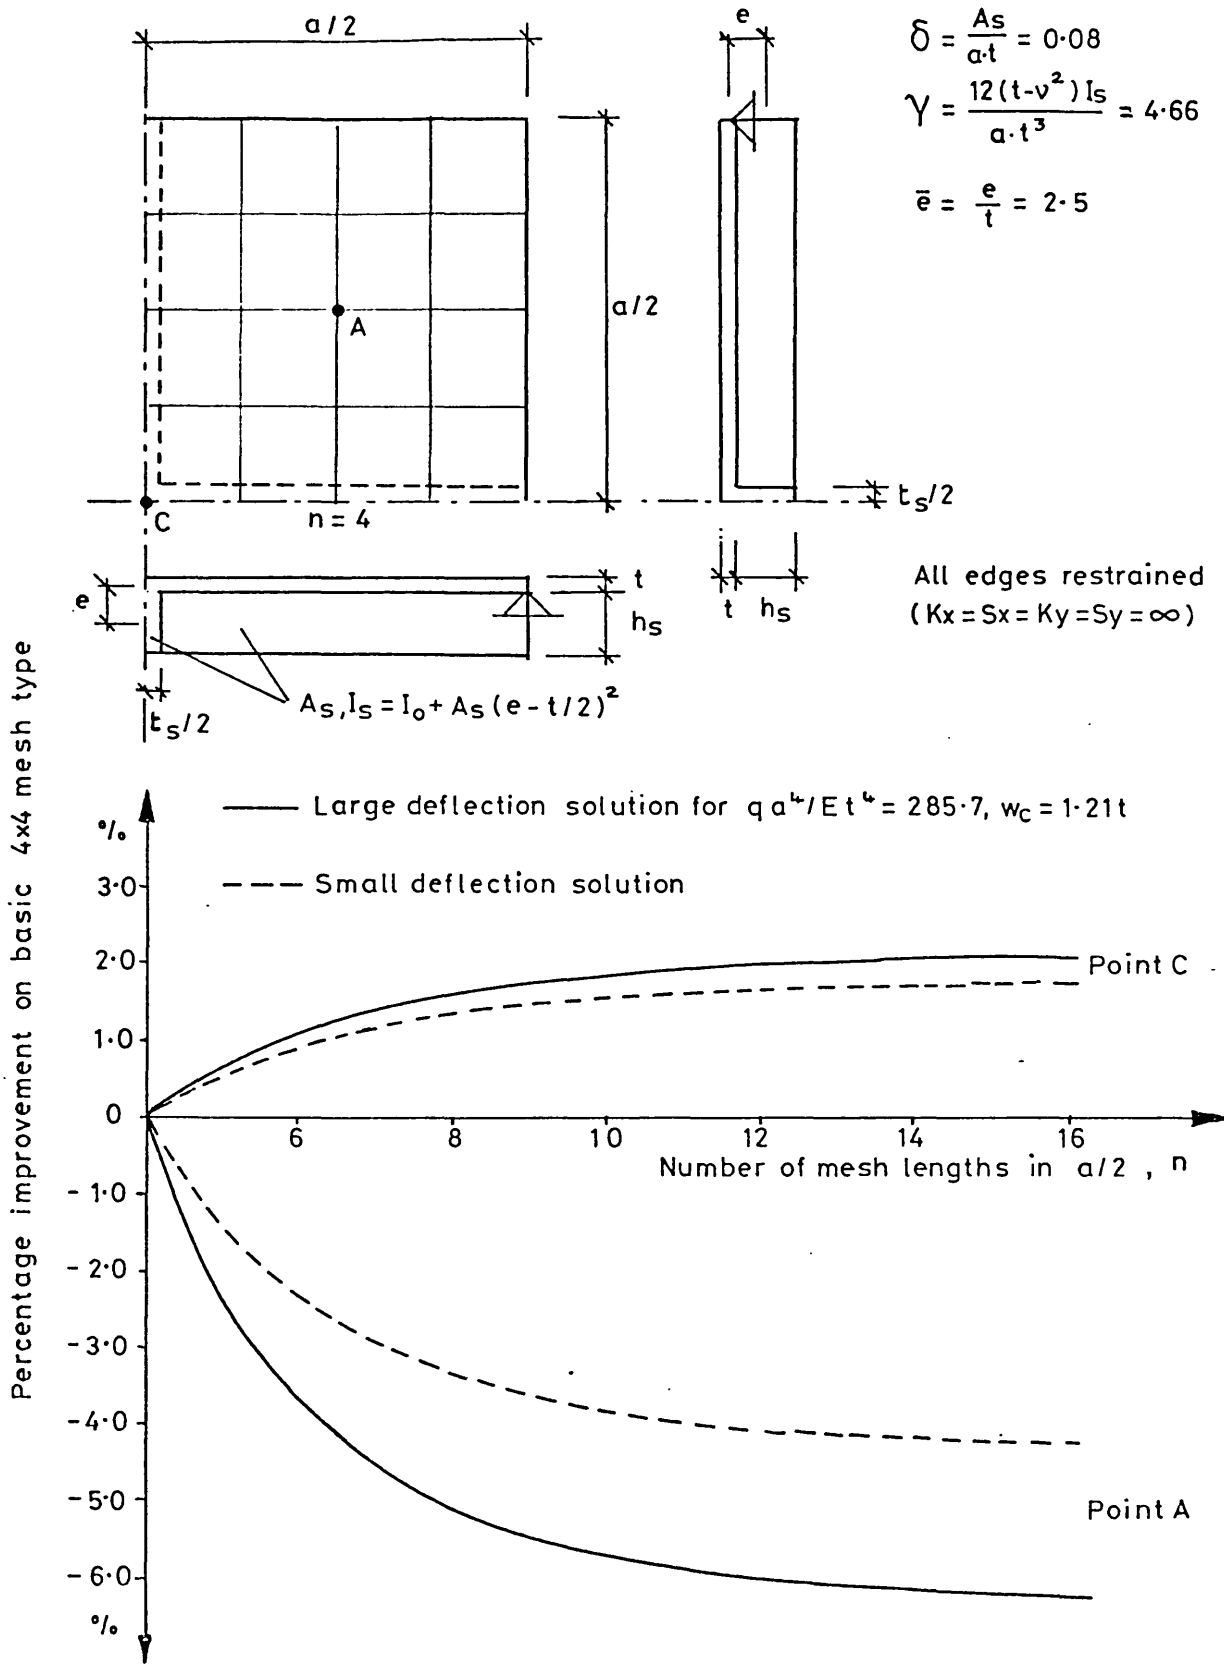 a/2
e
δ = As/a·t = 0·08
γ = 12(t-ν²)Is/a·t³ = 4·66
ē = e/t = 2·5
A
a/2
C
n = 4
ts/2
e
t
hs
t
hs
All edges restrained
(Kx = Sx = Ky = Sy = ∞)
As, Is = Io + As(e - t/2)²
ts/2
Percentage improvement on basic 4x4 mesh type
%
Large deflection solution for qa⁴/Et⁴ = 285·7, wc = 1·21t
Small deflection solution
3·0
2·0
1·0
0
-1·0
-2·0
-3·0
-4·0
-5·0
-6·0
%
Point C
6
8
10
12
14
16
Number of mesh lengths in a/2 , n
Point A